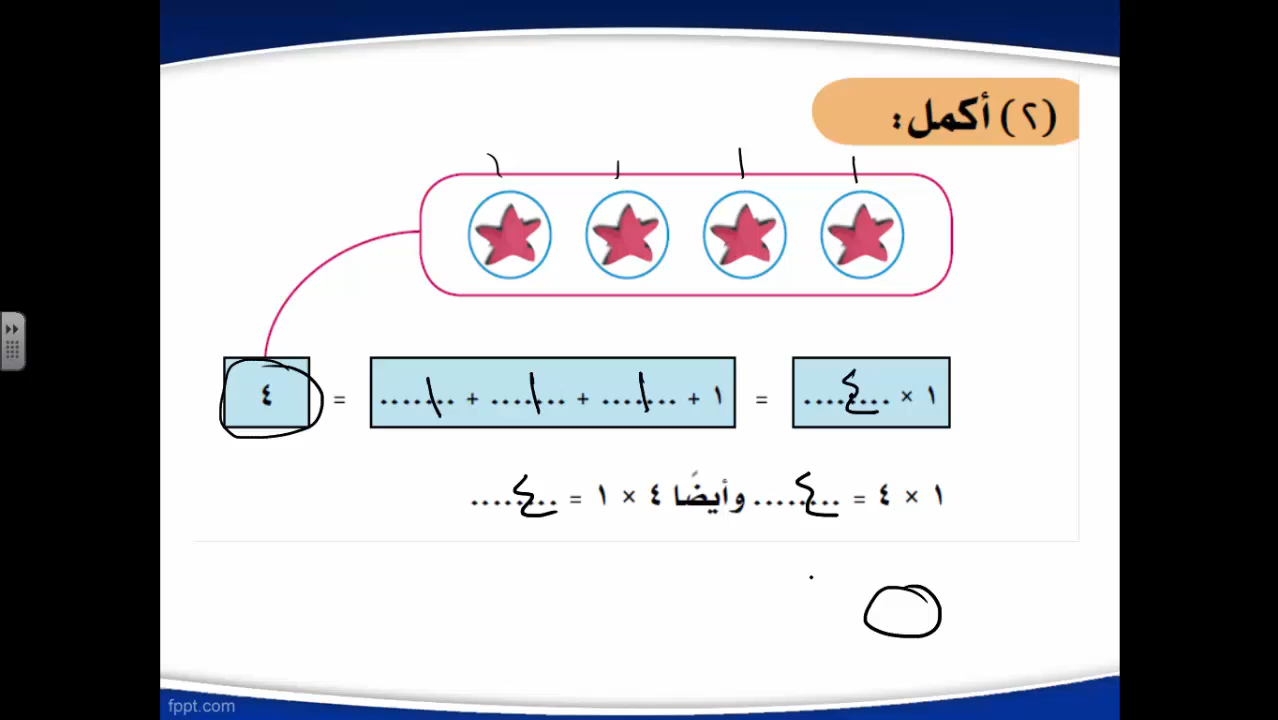 (٢) أكمل :
١ ١ ١ ١
١ × ...٤... = ١ + ...١... + ...١... + ...١... = ٤
١ × ٤ = ...٤... وأيضًا ٤ × ١ = ...٤...
fppt.com